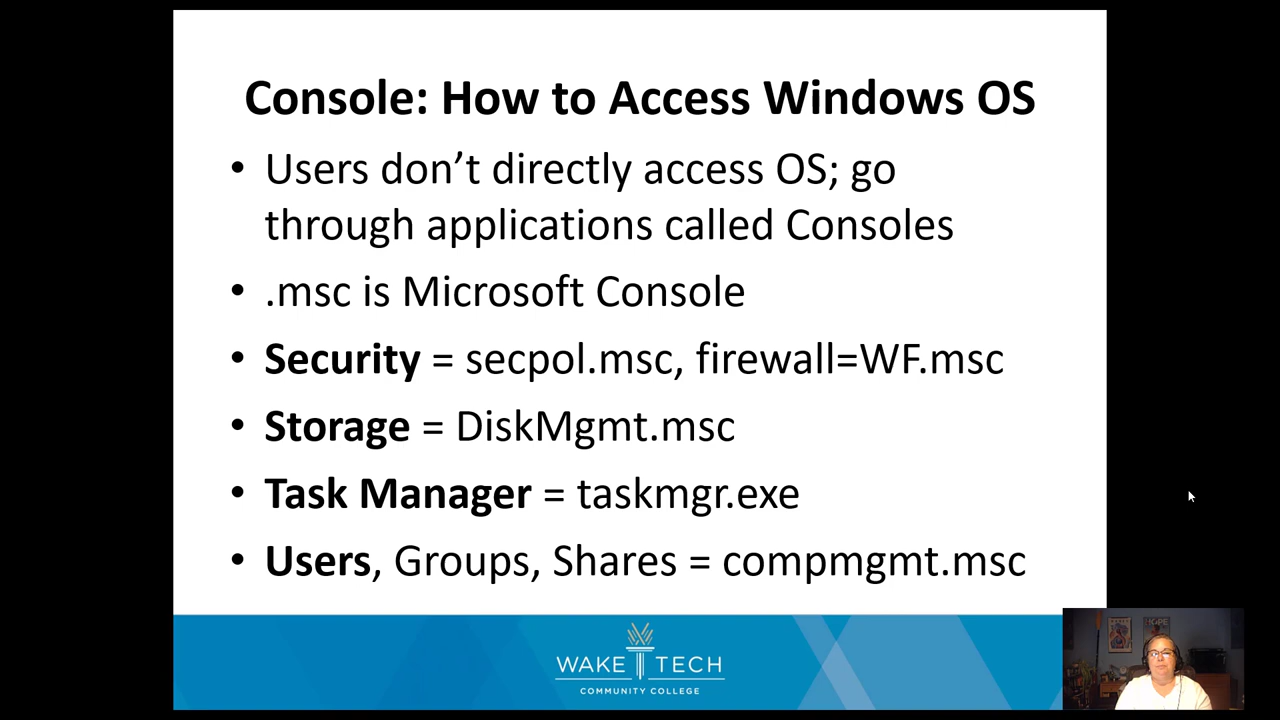 Console: How to Access Windows OS
• Users don’t directly access OS; go
through applications called Consoles
• .msc is Microsoft Console
• Security = secpol.msc, firewall=WF.msc
• Storage = DiskMgmt.msc
• Task Manager = taskmgr.exe
• Users, Groups, Shares = compmgmt.msc
WAKE TECH
COMMUNITY COLLEGE
HOPE